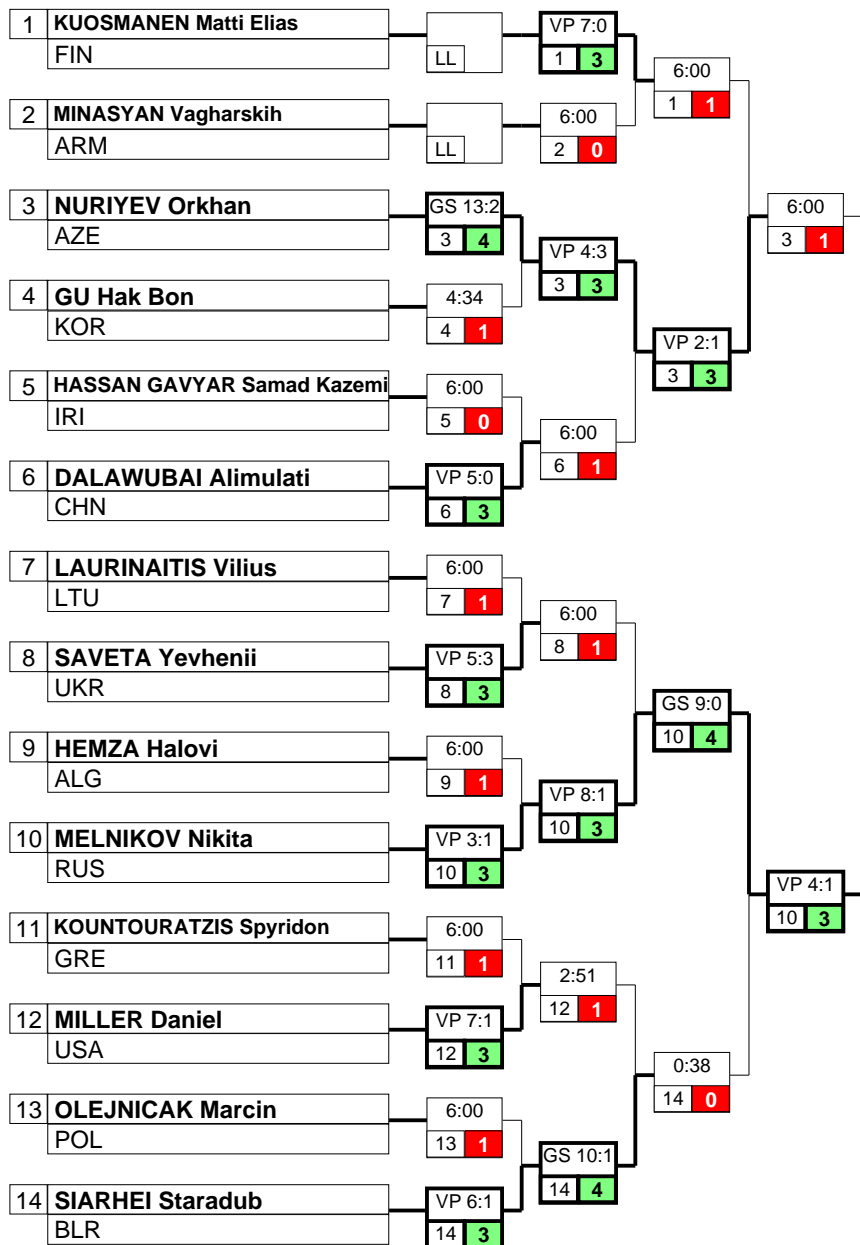 1 KUOSMANEN Matti Elias
FIN
LL
VP 7:0
1 3
6:00
1 1
2 MINASYAN Vagharskih
ARM
LL
6:00
2 0
3 NURIYEV Orkhan
AZE
GS 13:2
3 4
VP 4:3
3 3
6:00
3 1
4 GU Hak Bon
KOR
4:34
4 1
VP 2:1
3 3
5 HASSAN GAVYAR Samad Kazemi
IRI
6:00
5 0
6:00
6 1
6 DALAWUBAI Alimulati
CHN
VP 5:0
6 3
7 LAURINAITIS Vilius
LTU
6:00
7 1
6:00
8 1
8 SAVETA Yevhenii
UKR
VP 5:3
8 3
GS 9:0
10 4
9 HEMZA Halovi
ALG
6:00
9 1
VP 8:1
10 3
10 MELNIKOV Nikita
RUS
VP 3:1
10 3
VP 4:1
10 3
11 KOUNTOURATZIS Spyridon
GRE
6:00
11 1
2:51
12 1
12 MILLER Daniel
USA
VP 7:1
12 3
0:38
14 0
13 OLEJNICAK Marcin
POL
6:00
13 1
GS 10:1
14 4
14 SIARHEI Staradub
BLR
VP 6:1
14 3